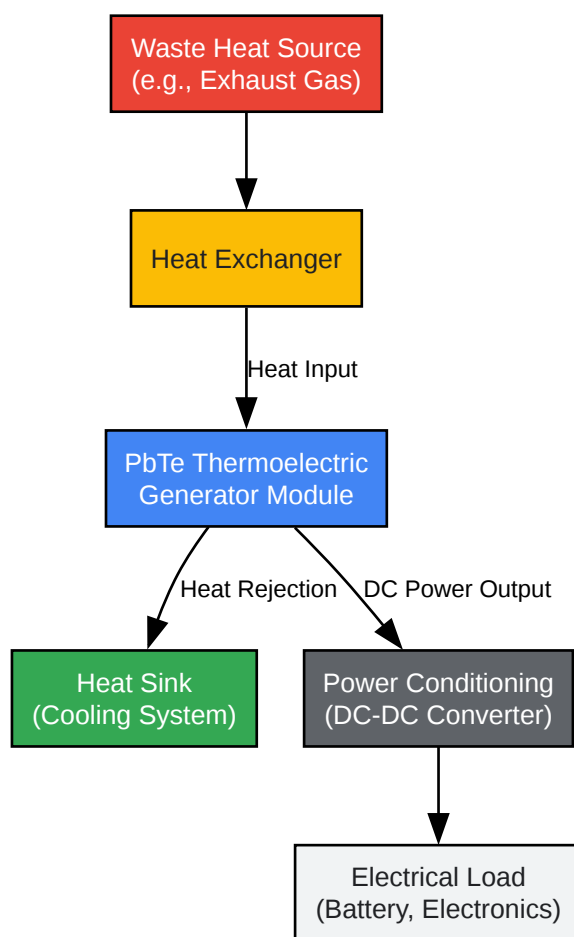 Waste Heat Source
(e.g., Exhaust Gas)
Heat Exchanger
Heat Input
PbTe Thermoelectric
Generator Module
Heat Rejection
DC Power Output
Heat Sink
(Cooling System)
Power Conditioning
(DC-DC Converter)
Electrical Load
(Battery, Electronics)